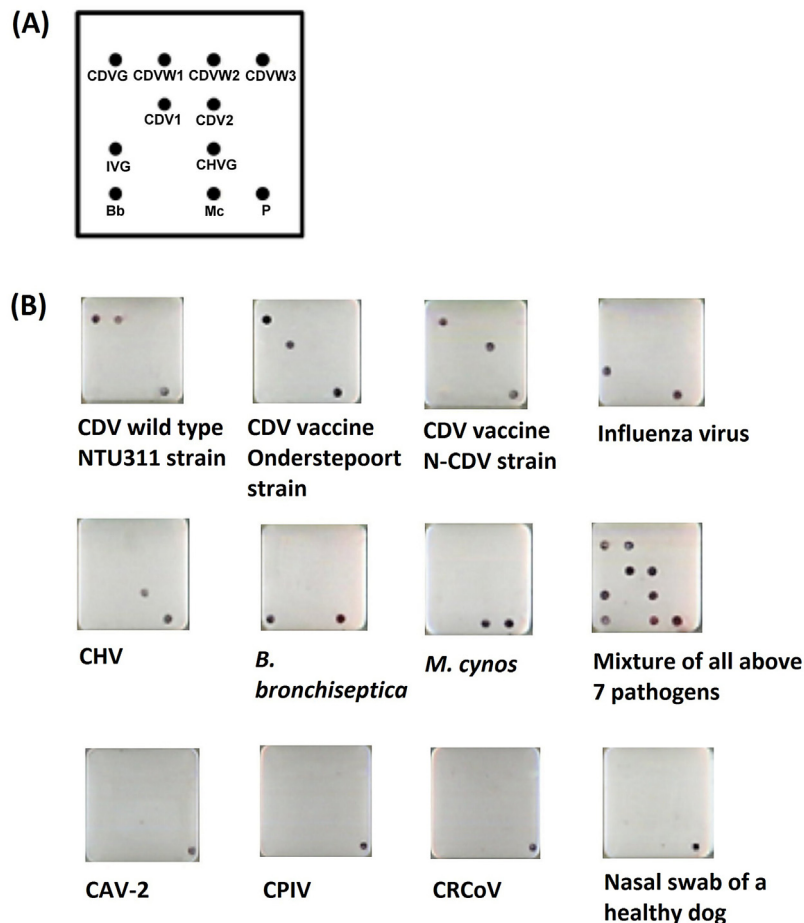 (A)
CDVG CDVW1 CDVW2 CDVW3
CDV1 CDV2
IVG CHVG
Bb Mc P
(B)
CDV wild type
NTU311 strain
CDV vaccine
Onderstepoort
strain
CDV vaccine
N-CDV strain
Influenza virus
CHV
B.
bronchiseptica
M. cynos
Mixture of all above
7 pathogens
CAV-2
CPIV
CRCoV
Nasal swab of a
healthy dog